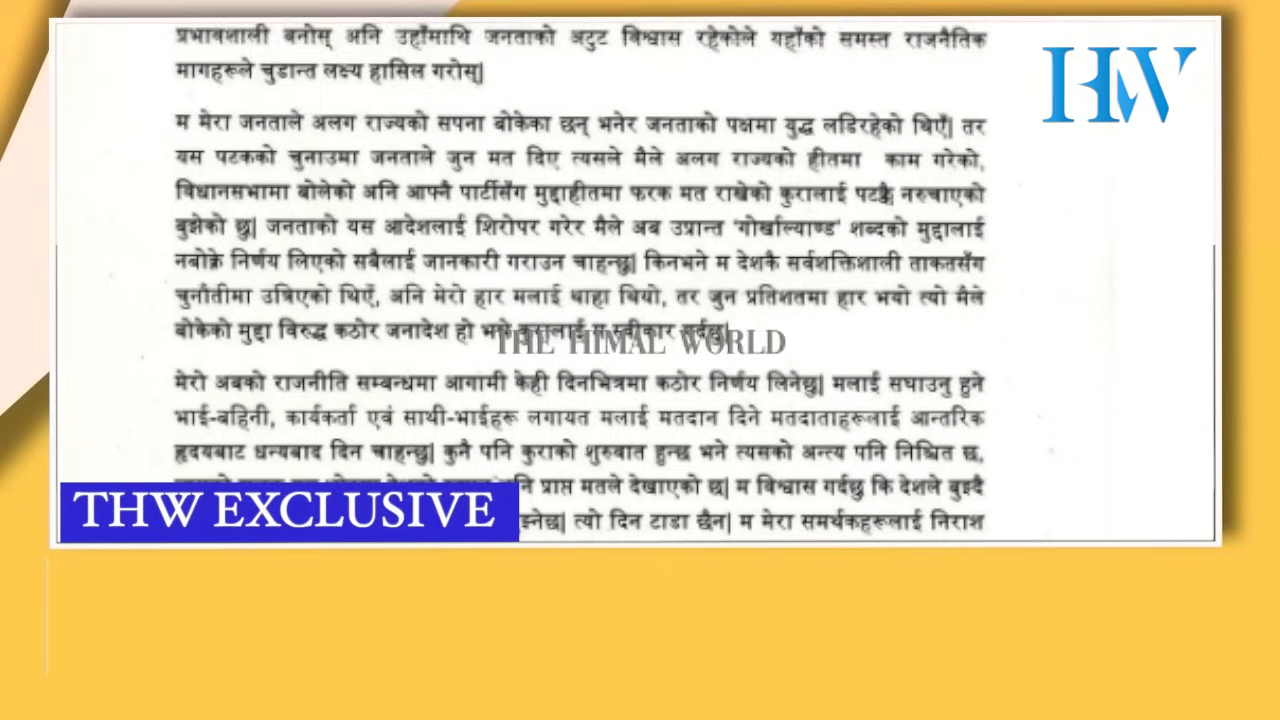 प्रभावशाली बनोस् अनि उहाँमाथि जनताको अटुट विश्वास रहेकोले यहाँको समस्त राजनैतिक
मागहरूले चुडान्त लक्ष्य हासिल गरोस्|
HW
म मेरा जनताले अलग राज्यको सपना बोकेका छन् भनेर जनताको पक्षमा युद्ध लडिरहेको थिएँ| तर
यस पटकको चुनाउमा जनताले जुन मत दिए त्यसले मैले अलग राज्यको हीतमा काम गरेको,
विधानसभामा बोलेको अनि आफ्नै पार्टीसँग मुद्दाहीतमा फरक मत राखेको कुरालाई पटक्कै नरुचाएको
बुझेको छु| जनताको यस आदेशलाई शिरोपर गरेर मैले अब उप्रान्त 'गोर्खाल्याण्ड' शब्दको मुद्दालाई
नबोक्ने निर्णय लिएको सबैलाई जानकारी गराउन चाहन्छु| किनभने म देशकै सर्वशक्तिशाली ताकतसँग
चुनौतीमा उत्रिएको थिएँ, अनि मेरो हार मलाई थाहा थियो, तर जुन प्रतिशतमा हार भयो त्यो मैले
बोकेको मुद्दा विरुद्ध कठोर जनादेश हो भन्ने कुरालाई म स्वीकार गर्दछु|
THE HIMAL WORLD
मेरो अबको राजनीति सम्बन्धमा आगामी केही दिनभित्रमा कठोर निर्णय लिनेछु| मलाई सघाउनु हुने
भाई-बहिनी, कार्यकर्ता एवं साथी-भाईहरू लगायत मलाई मतदान दिने मतदाताहरूलाई आन्तरिक
हृदयबाट धन्यबाद दिन चाहन्छु| कुनै पनि कुराको शुरुबात हुन्छ भने त्यसको अन्त्य पनि निश्चित छ,
प्राप्त मतले देखाएको छ| म विश्वास गर्दछु कि देशले बुझ्दै
त्यो दिन टाडा छैन| म मेरा समर्थकहरूलाई निराश
THW EXCLUSIVE